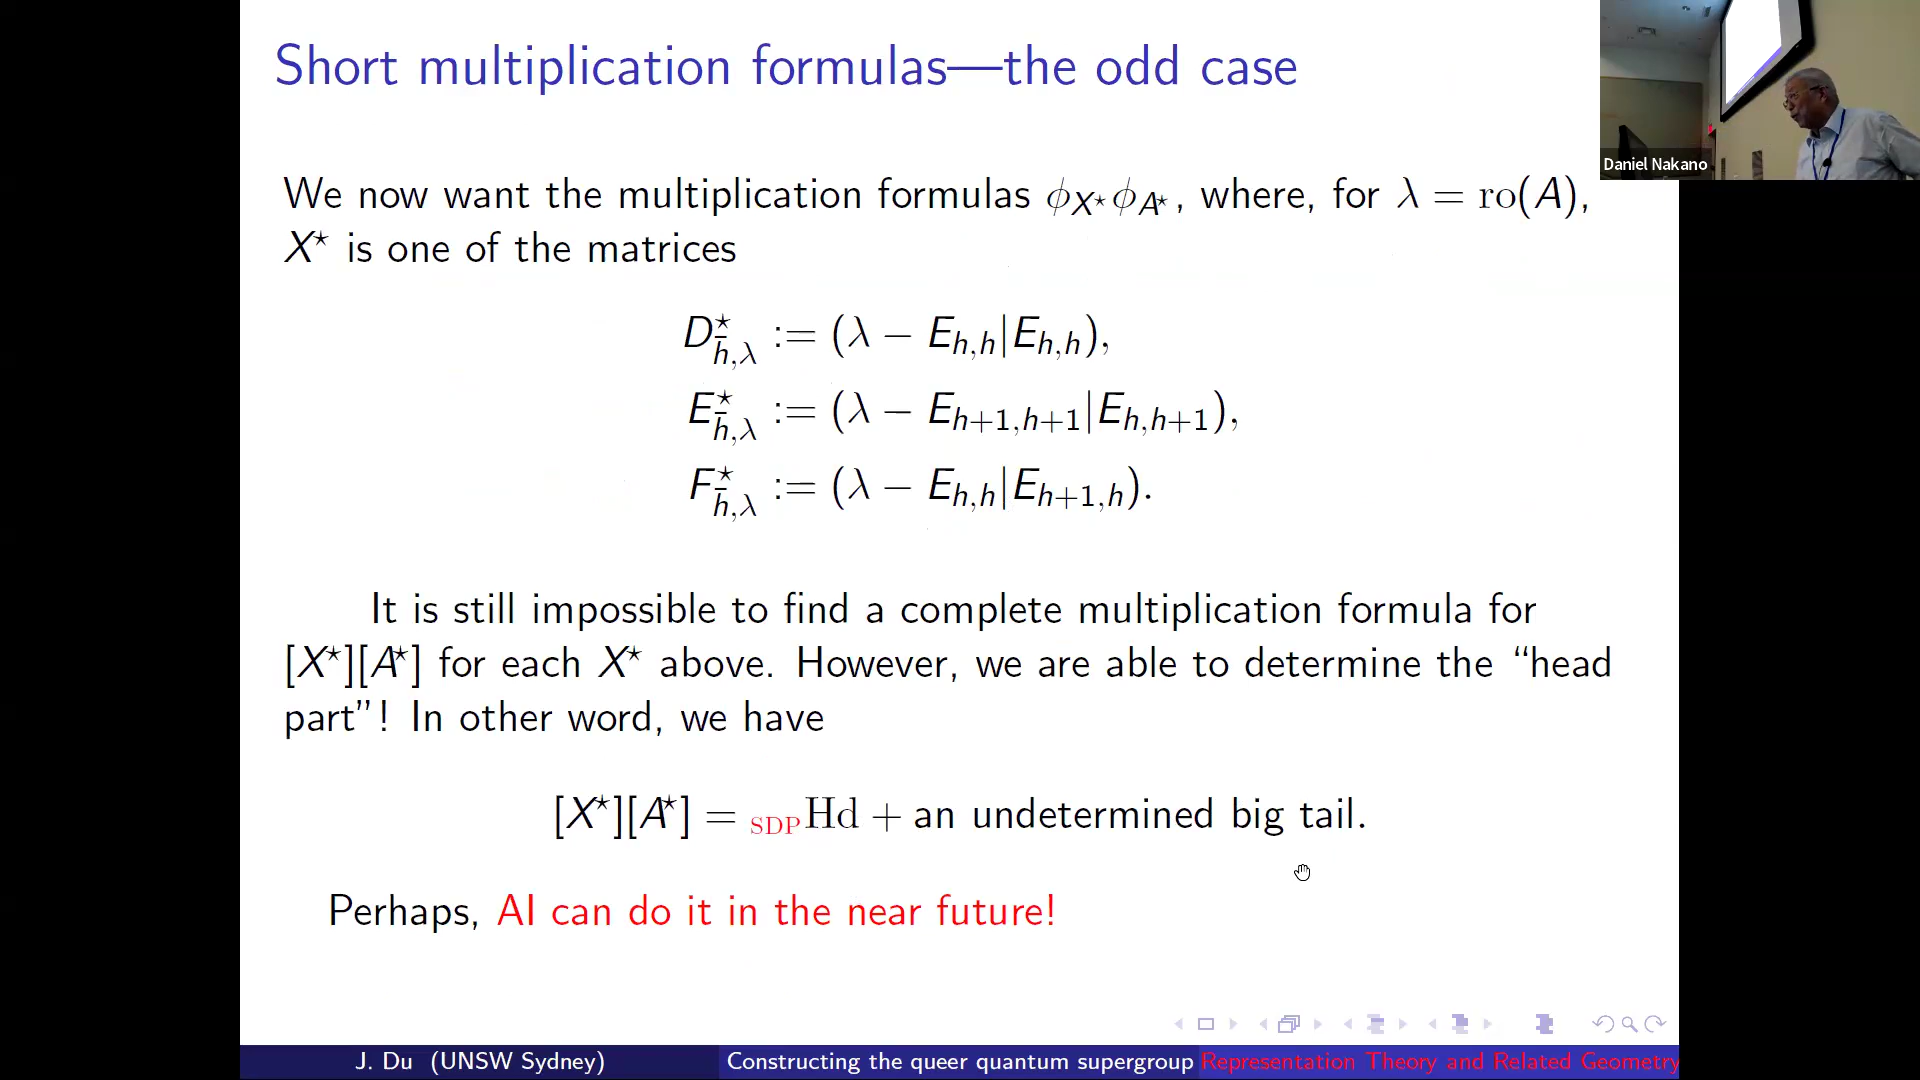 Short multiplication formulas—the odd case
Daniel Nakano
We now want the multiplication formulas ϕ_{X⋆}ϕ_{A⋆}, where, for λ = ro(A),
X⋆ is one of the matrices
D⋆_{h̄,λ} := (λ − E_{h,h}|E_{h,h}),
E⋆_{h̄,λ} := (λ − E_{h+1,h+1}|E_{h,h+1}),
F⋆_{h̄,λ} := (λ − E_{h,h}|E_{h+1,h}).
It is still impossible to find a complete multiplication formula for
[X⋆][A⋆] for each X⋆ above. However, we are able to determine the “head
part”! In other word, we have
[X⋆][A⋆] = _{SDP}Hd + an undetermined big tail.
Perhaps, AI can do it in the near future!
J. Du (UNSW Sydney) Constructing the queer quantum supergroup Representation Theory and Related Geometry